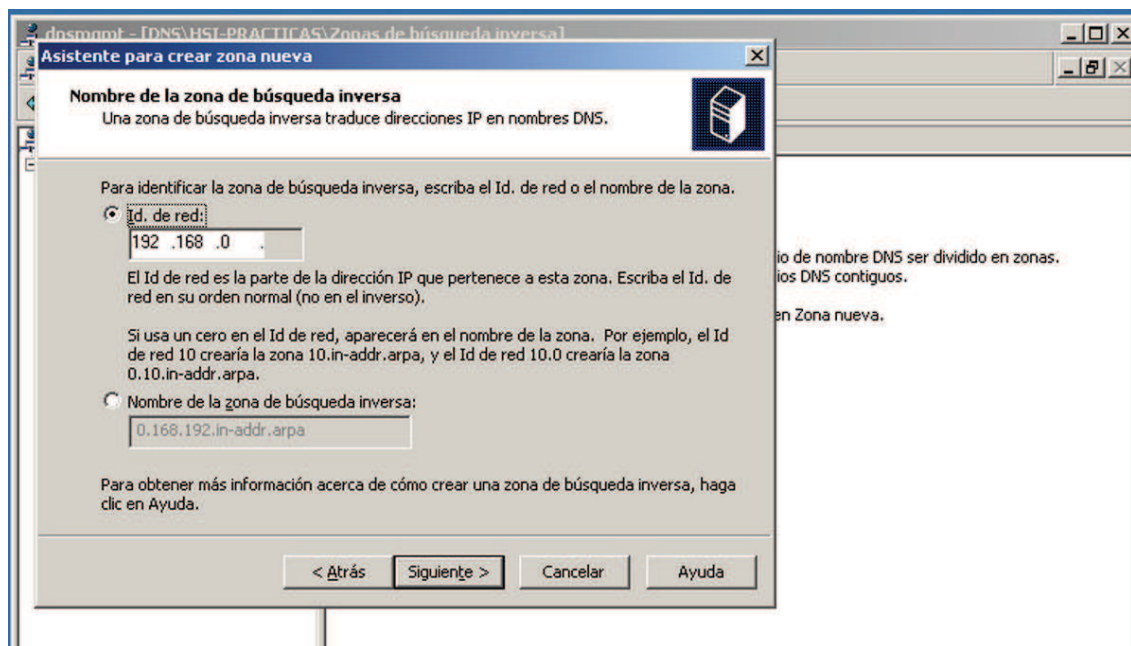 dnsmgmt - [DNS\HSI-PRACTICAS\Zonas de búsqueda inversa]
Asistente para crear zona nueva
Nombre de la zona de búsqueda inversa
Una zona de búsqueda inversa traduce direcciones IP en nombres DNS.
Para identificar la zona de búsqueda inversa, escriba el Id. de red o el nombre de la zona.
Id. de red:
192 .168 .0 .
El Id de red es la parte de la dirección IP que pertenece a esta zona. Escriba el Id. de
red en su orden normal (no en el inverso).
Si usa un cero en el Id de red, aparecerá en el nombre de la zona. Por ejemplo, el Id
de red 10 crearía la zona 10.in-addr.arpa, y el Id de red 10.0 crearía la zona
0.10.in-addr.arpa.
Nombre de la zona de búsqueda inversa:
0.168.192.in-addr.arpa
Para obtener más información acerca de cómo crear una zona de búsqueda inversa, haga
clic en Ayuda.
< Atrás
Siguiente >
Cancelar
Ayuda
io de nombre DNS ser dividido en zonas.
ios DNS contiguos.
en Zona nueva.